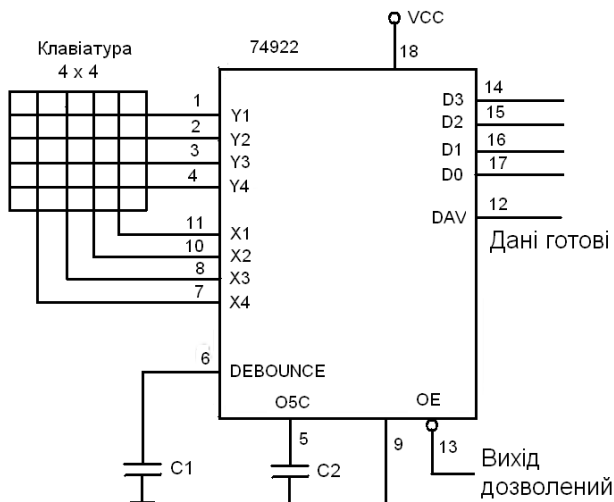 VCC
Клавіатура
4 x 4
74922
18
1
Y1
2
Y2
3
Y3
4
Y4
11
X1
10
X2
8
X3
7
X4
6
DEBOUNCE
D3
14
D2
15
D1
16
D0
17
DAV
12
Дані готові
O5C
OE
5
9
13
C1
C2
Вихід
дозволений